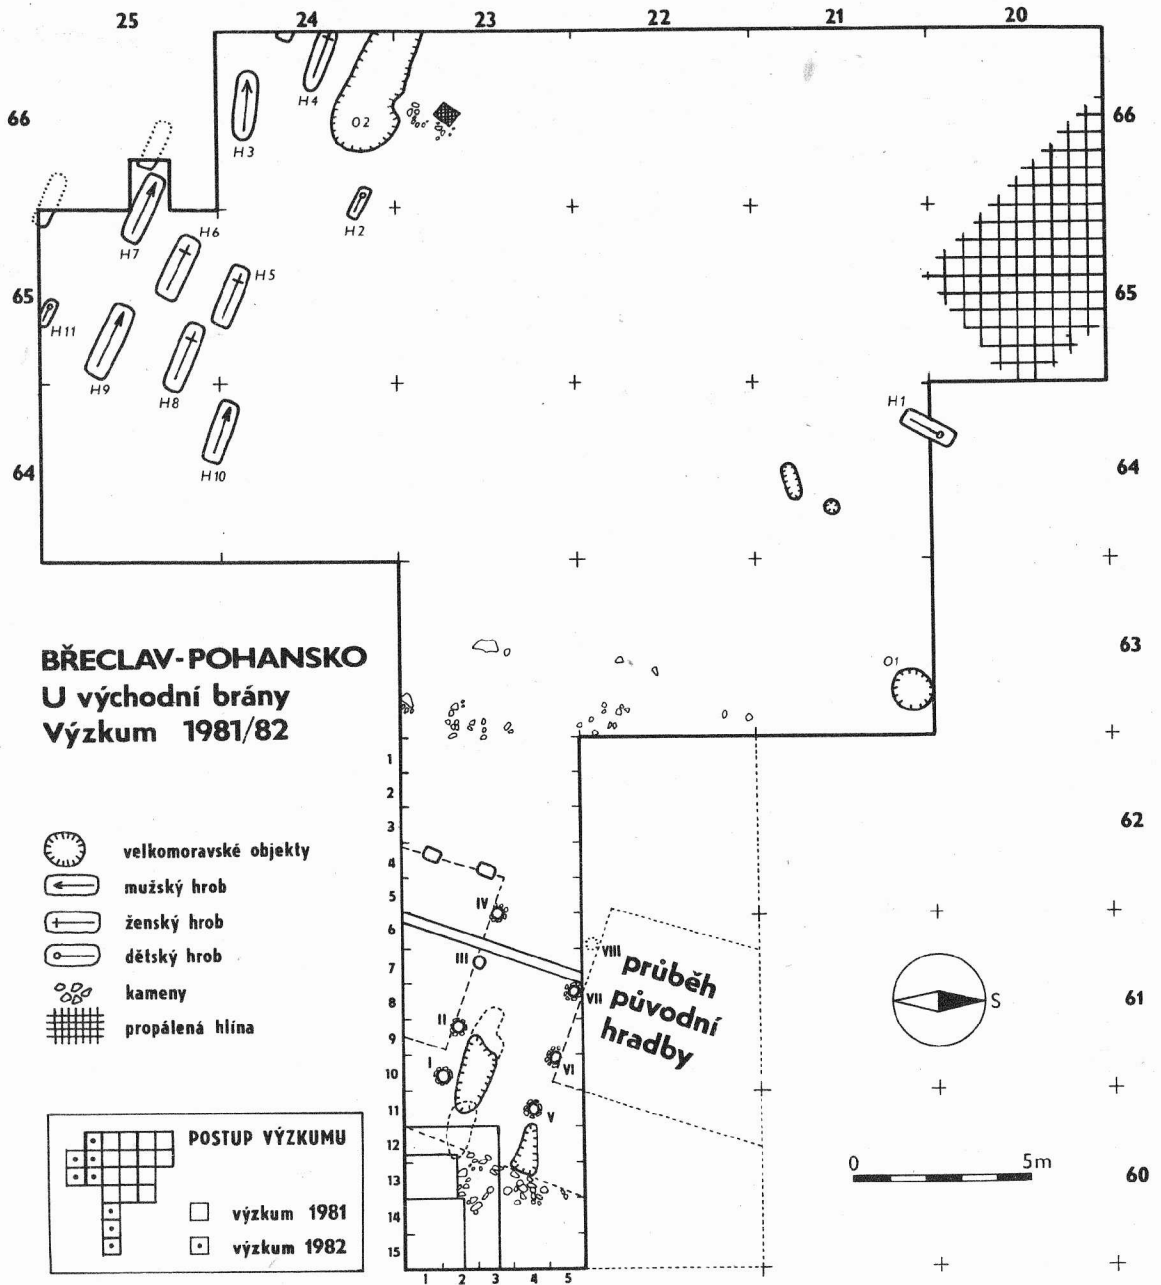 25 24 23 22 21 20
66 66
H4
O2
H3
H2
H6
H7
H5
65 65
H11
H9
H8
H1
H10
64 64
63
O1
BŘECLAV-POHANSKO
U východní brány
Výzkum 1981/82
1
2
3
62
4
5
6
7
8
9
10
11
12
13
14
15
velkomoravské objekty
mužský hrob
ženský hrob
dětský hrob
kameny
propálená hlína
IV
III
II
I
VIII
VII
VI
V
průběh
původní
hradby
S
61
POSTUP VÝZKUMU
výzkum 1981
výzkum 1982
0 5m
60
1 2 3 4 5